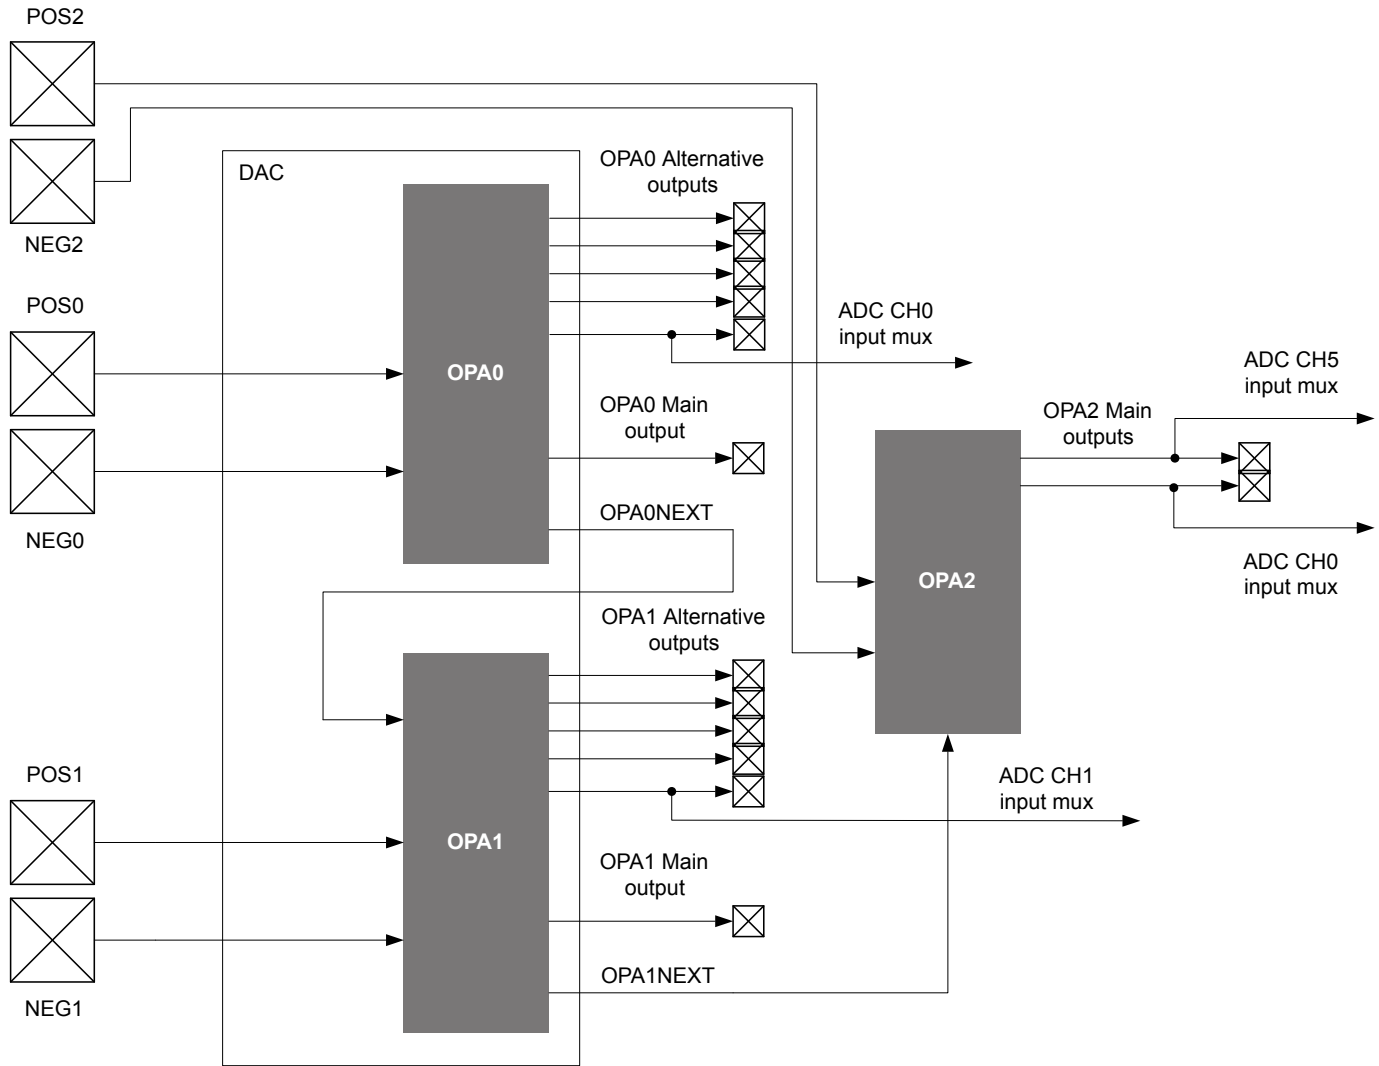 POS2
NEG2
DAC
OPA0 Alternative
outputs
POS0
ADC CH0
input mux
OPA0
ADC CH5
input mux
OPA0 Main
output
OPA2 Main
outputs
NEG0
OPA0NEXT
ADC CH0
input mux
OPA2
OPA1 Alternative
outputs
POS1
ADC CH1
input mux
OPA1
OPA1 Main
output
OPA1NEXT
NEG1